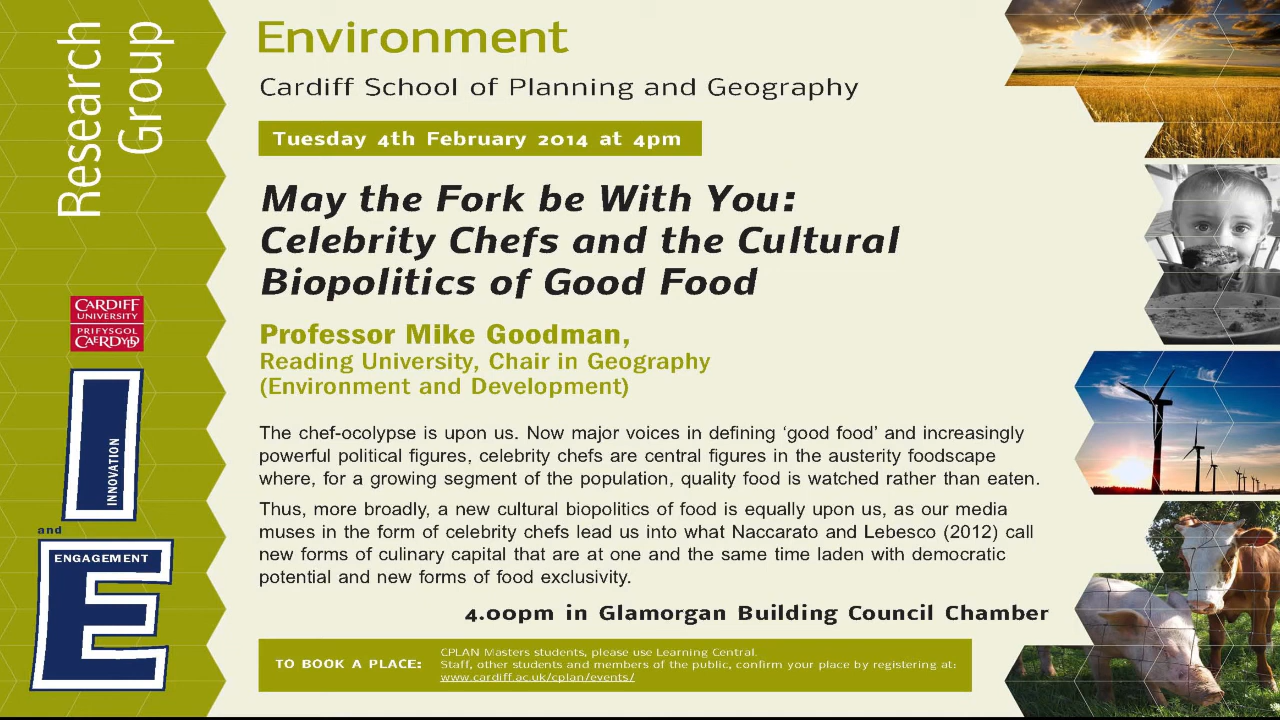 Research
Group
CARDIFF
UNIVERSITY
PRIFYSGOL
CAERDYDD
INNOVATION
and
ENGAGEMENT
I
E
Environment
Cardiff School of Planning and Geography
Tuesday 4th February 2014 at 4pm
May the Fork be With You:
Celebrity Chefs and the Cultural
Biopolitics of Good Food
Professor Mike Goodman,
Reading University, Chair in Geography
(Environment and Development)
The chef-ocolypse is upon us. Now major voices in defining ‘good food’ and increasingly
powerful political figures, celebrity chefs are central figures in the austerity foodscape
where, for a growing segment of the population, quality food is watched rather than eaten.
Thus, more broadly, a new cultural biopolitics of food is equally upon us, as our media
muses in the form of celebrity chefs lead us into what Naccarato and Lebesco (2012) call
new forms of culinary capital that are at one and the same time laden with democratic
potential and new forms of food exclusivity.
4.00pm in Glamorgan Building Council Chamber
TO BOOK A PLACE:
CPLAN Masters students, please use Learning Central.
Staff, other students and members of the public, confirm your place by registering at:
www.cardiff.ac.uk/cplan/events/